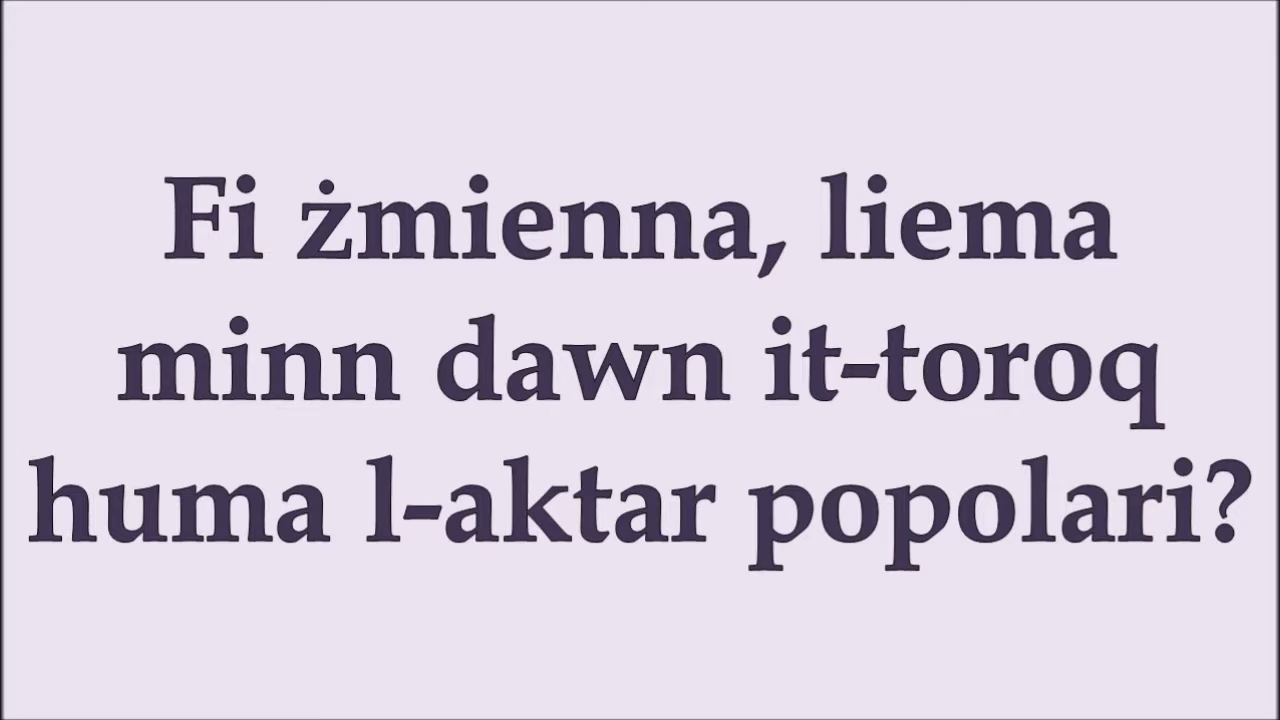 Fi żmienna, liema
minn dawn it-toroq
huma l-aktar popolari?